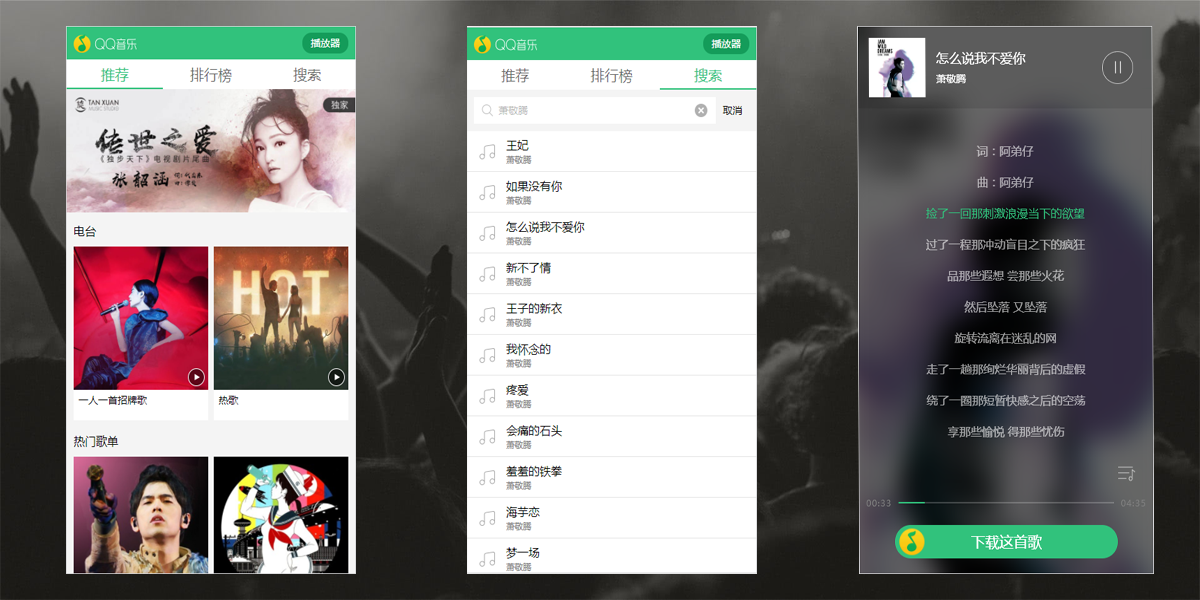 QQ音乐
播放器
推荐
排行榜
搜索
TAN XUAN
MUSIC STUDIO
独家
传世之爱
《独步天下》电视剧片尾曲
张韶涵
电台
HOT
一人一首招牌歌
热歌
热门歌单
QQ音乐
播放器
推荐
排行榜
搜索
萧敬腾
取消
王妃
萧敬腾
如果没有你
萧敬腾
怎么说我不爱你
萧敬腾
新不了情
萧敬腾
王子的新衣
萧敬腾
我怀念的
萧敬腾
疼爱
萧敬腾
会痛的石头
萧敬腾
羞羞的铁拳
萧敬腾
海芋恋
萧敬腾
梦一场
萧敬腾
怎么说我不爱你
萧敬腾
词：阿弟仔
曲：阿弟仔
捡了一回那刺激浪漫当下的欲望
过了一程那冲动盲目之下的疯狂
品那些遐想 尝那些火花
然后坠落 又坠落
旋转流离在迷乱的网
走了一趟那绚烂华丽背后的虚假
绕了一圈那短暂快感之后的空荡
享那些愉悦 得那些忧伤
00:33
04:35
下载这首歌